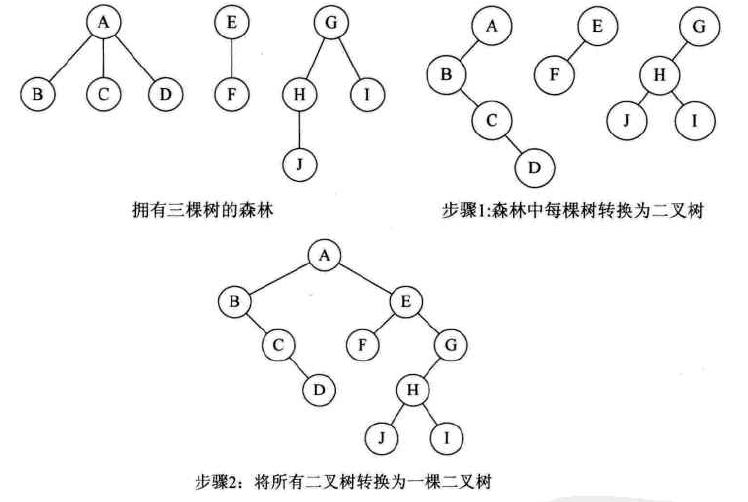 A E G
B C D F H I
J
拥有三棵树的森林
A E G
B F H
C J I
D
步骤1:森林中每棵树转换为二叉树
A
B E
C F G
D H
J I
步骤2：将所有二叉树转换为一棵二叉树